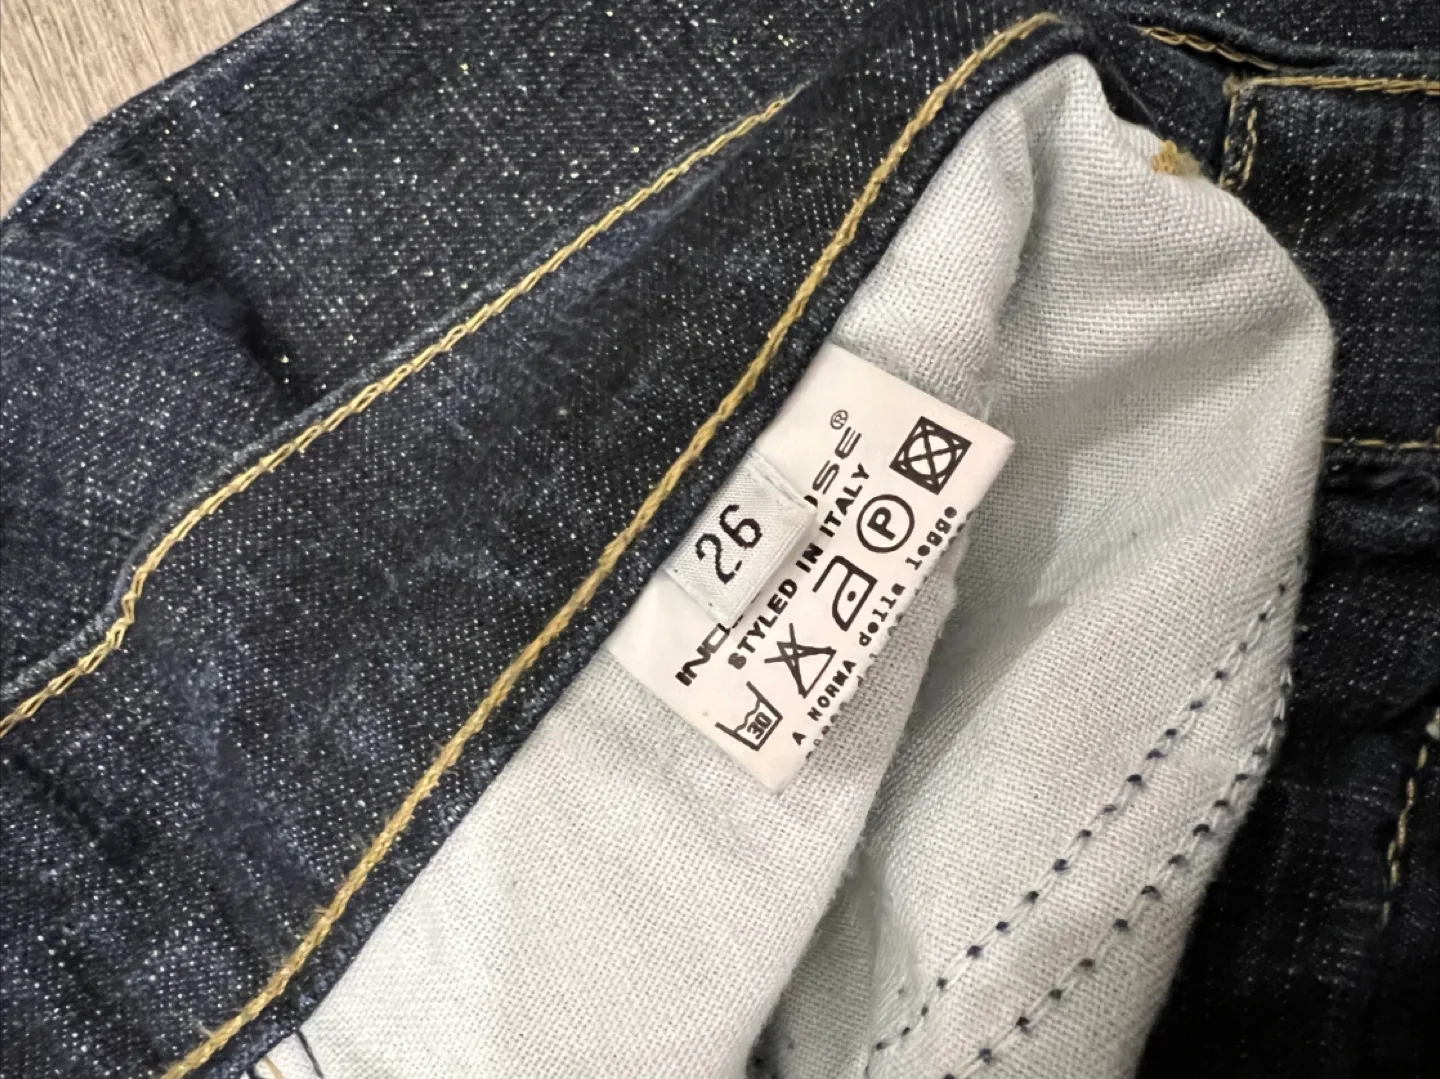 26
STYLED IN ITALY
30
P
A NORMA della legge